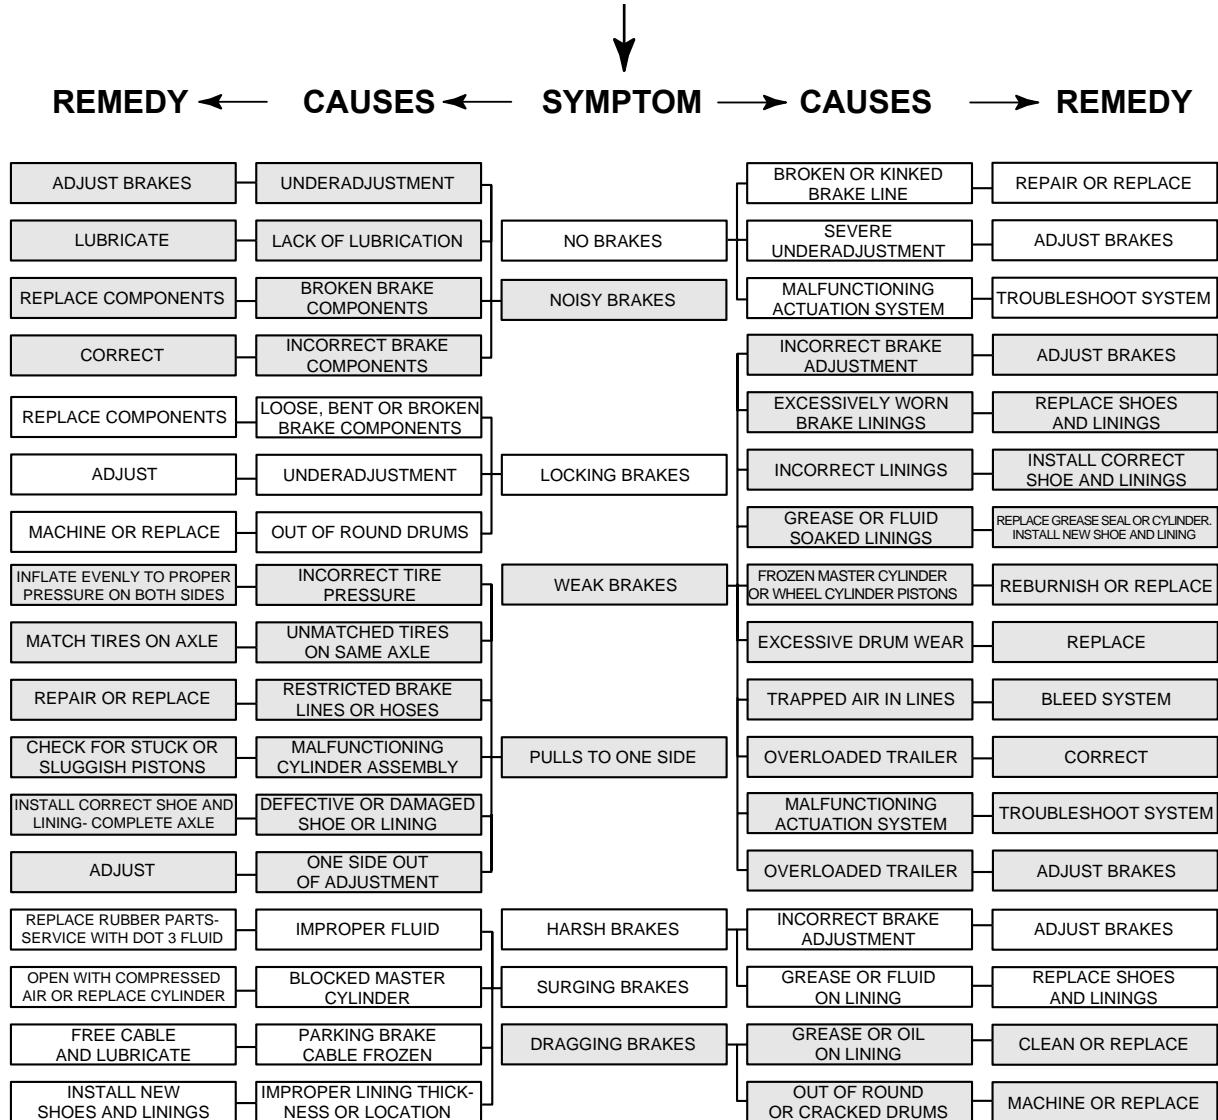 REMEDY CAUSES SYMPTOM CAUSES REMEDY
ADJUST BRAKES
UNDERADJUSTMENT
LUBRICATE
LACK OF LUBRICATION
REPLACE COMPONENTS
BROKEN BRAKE
COMPONENTS
CORRECT
INCORRECT BRAKE
COMPONENTS
REPLACE COMPONENTS
LOOSE, BENT OR BROKEN
BRAKE COMPONENTS
ADJUST
UNDERADJUSTMENT
MACHINE OR REPLACE
OUT OF ROUND DRUMS
INFLATE EVENLY TO PROPER
PRESSURE ON BOTH SIDES
INCORRECT TIRE
PRESSURE
MATCH TIRES ON AXLE
UNMATCHED TIRES
ON SAME AXLE
REPAIR OR REPLACE
RESTRICTED BRAKE
LINES OR HOSES
CHECK FOR STUCK OR
SLUGGISH PISTONS
MALFUNCTIONING
CYLINDER ASSEMBLY
INSTALL CORRECT SHOE AND
LINING- COMPLETE AXLE
DEFECTIVE OR DAMAGED
SHOE OR LINING
ADJUST
ONE SIDE OUT
OF ADJUSTMENT
REPLACE RUBBER PARTS-
SERVICE WITH DOT 3 FLUID
IMPROPER FLUID
OPEN WITH COMPRESSED
AIR OR REPLACE CYLINDER
BLOCKED MASTER
CYLINDER
FREE CABLE
AND LUBRICATE
PARKING BRAKE
CABLE FROZEN
INSTALL NEW
SHOES AND LININGS
IMPROPER LINING THICK-
NESS OR LOCATION
NO BRAKES
NOISY BRAKES
LOCKING BRAKES
WEAK BRAKES
PULLS TO ONE SIDE
HARSH BRAKES
SURGING BRAKES
DRAGGING BRAKES
BROKEN OR KINKED
BRAKE LINE
REPAIR OR REPLACE
SEVERE
UNDERADJUSTMENT
ADJUST BRAKES
MALFUNCTIONING
ACTUATION SYSTEM
TROUBLESHOOT SYSTEM
INCORRECT BRAKE
ADJUSTMENT
ADJUST BRAKES
EXCESSIVELY WORN
BRAKE LININGS
REPLACE SHOES
AND LININGS
INCORRECT LININGS
INSTALL CORRECT
SHOE AND LININGS
GREASE OR FLUID
SOAKED LININGS
REPLACE GREASE SEAL OR CYLINDER.
INSTALL NEW SHOE AND LINING
FROZEN MASTER CYLINDER
OR WHEEL CYLINDER PISTONS
REBURNISH OR REPLACE
EXCESSIVE DRUM WEAR
REPLACE
TRAPPED AIR IN LINES
BLEED SYSTEM
OVERLOADED TRAILER
CORRECT
MALFUNCTIONING
ACTUATION SYSTEM
TROUBLESHOOT SYSTEM
OVERLOADED TRAILER
ADJUST BRAKES
INCORRECT BRAKE
ADJUSTMENT
ADJUST BRAKES
GREASE OR FLUID
ON LINING
REPLACE SHOES
AND LININGS
GREASE OR OIL
ON LINING
CLEAN OR REPLACE
OUT OF ROUND
OR CRACKED DRUMS
MACHINE OR REPLACE